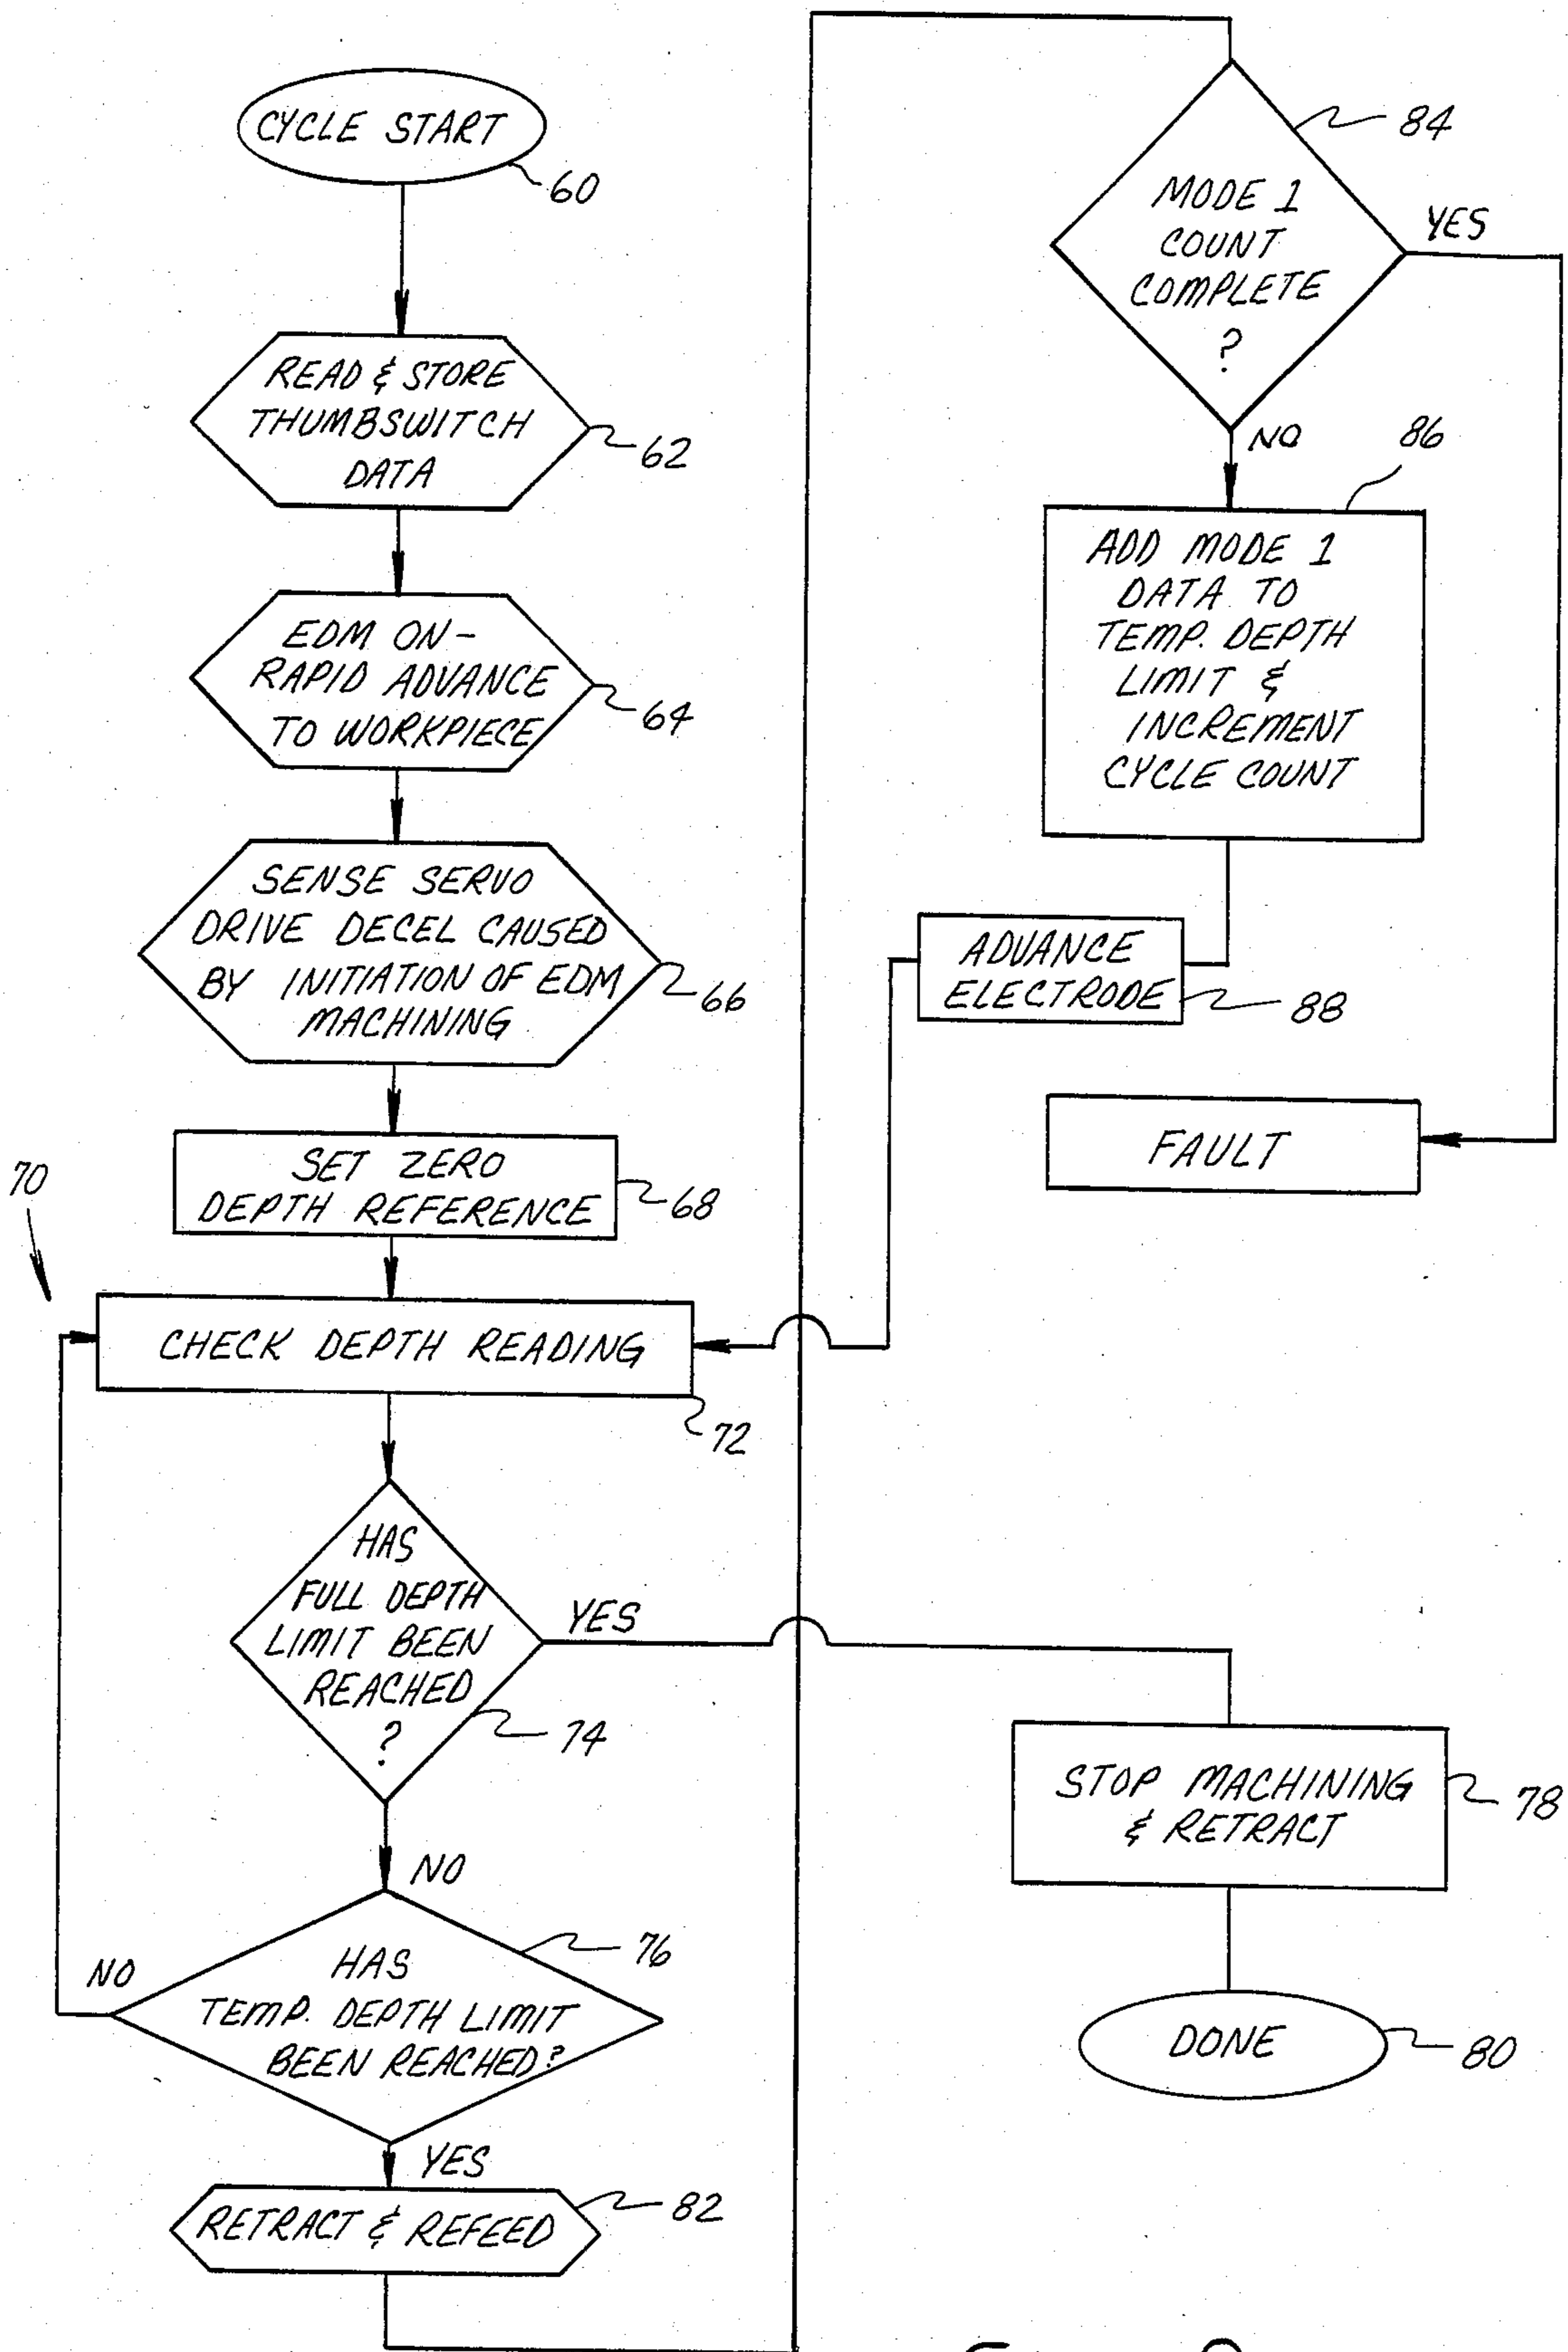 CYCLE START
60
READ & STORE
THUMBSWITCH
DATA
62
EDM ON-
RAPID ADVANCE
TO WORKPIECE
64
SENSE SERVO
DRIVE DECEL CAUSED
BY INITIATION OF EDM
MACHINING
66
SET ZERO
DEPTH REFERENCE
68
70
CHECK DEPTH READING
72
HAS
FULL DEPTH
LIMIT BEEN
REACHED
?
YES
74
NO
76
NO
HAS
TEMP. DEPTH LIMIT
BEEN REACHED?
YES
RETRACT & REFEED
82
84
MODE 1
COUNT
COMPLETE
?
YES
NO
86
ADD MODE 1
DATA TO
TEMP. DEPTH
LIMIT &
INCREMENT
CYCLE COUNT
ADVANCE
ELECTRODE
88
FAULT
STOP MACHINING
& RETRACT
78
DONE
80